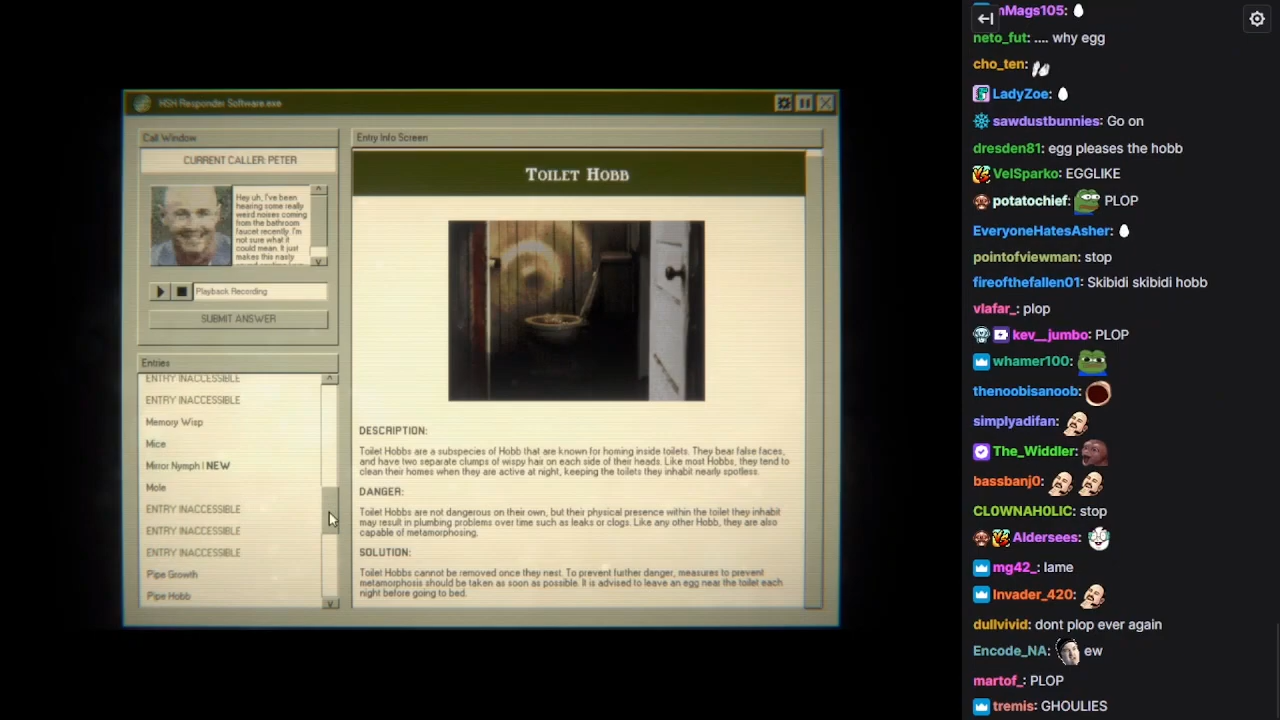 HSH Responder Software.exe
Call Window
CURRENT CALLER: PETER
Hey uh, I've been
hearing some really
weird noises coming
from the bathroom
faucet recently. I'm
not sure what it
could mean. It just
makes this nasty
Playback Recording
SUBMIT ANSWER
Entries
ENTRY INACCESSIBLE
ENTRY INACCESSIBLE
Memory Wisp
Mice
Mirror Nymph | NEW
Mole
ENTRY INACCESSIBLE
ENTRY INACCESSIBLE
ENTRY INACCESSIBLE
Pipe Growth
Pipe Hobb
Entry Info Screen
TOILET HOBB
DESCRIPTION:
Toilet Hobbs are a subspecies of Hobb that are known for homing inside toilets. They bear false faces,
and have two separate clumps of wispy hair on each side of their heads. Like most Hobbs, they tend to
clean their homes when they are active at night, keeping the toilets they inhabit nearly spotless.
DANGER:
Toilet Hobbs are not dangerous on their own, but their physical presence within the toilet they inhabit
may result in plumbing problems over time such as leaks or clogs. Like any other Hobb, they are also
capable of metamorphosing.
SOLUTION:
Toilet Hobbs cannot be removed once they nest. To prevent further danger, measures to prevent
metamorphosis should be taken as soon as possible. It is advised to leave an egg near the toilet each
night before going to bed.
nMags105:
neto_fut: .... why egg
cho_ten:
LadyZoe:
sawdustbunnies: Go on
dresden81: egg pleases the hobb
VelSparko: EGGLIKE
potatochief: PLOP
EveryoneHatesAsher:
pointofviewman: stop
fireofthefallen01: Skibidi skibidi hobb
vlafar_: plop
kev__jumbo: PLOP
whamer100:
thenoobisanoob:
simplyadifan:
The_Widdler:
bassbanj0:
CL0WNAH0LIC: stop
Aldersees:
mg42_: lame
Invader_420:
dullvivid: dont plop ever again
Encode_NA: ew
martof_: PLOP
tremis: GHOULIES